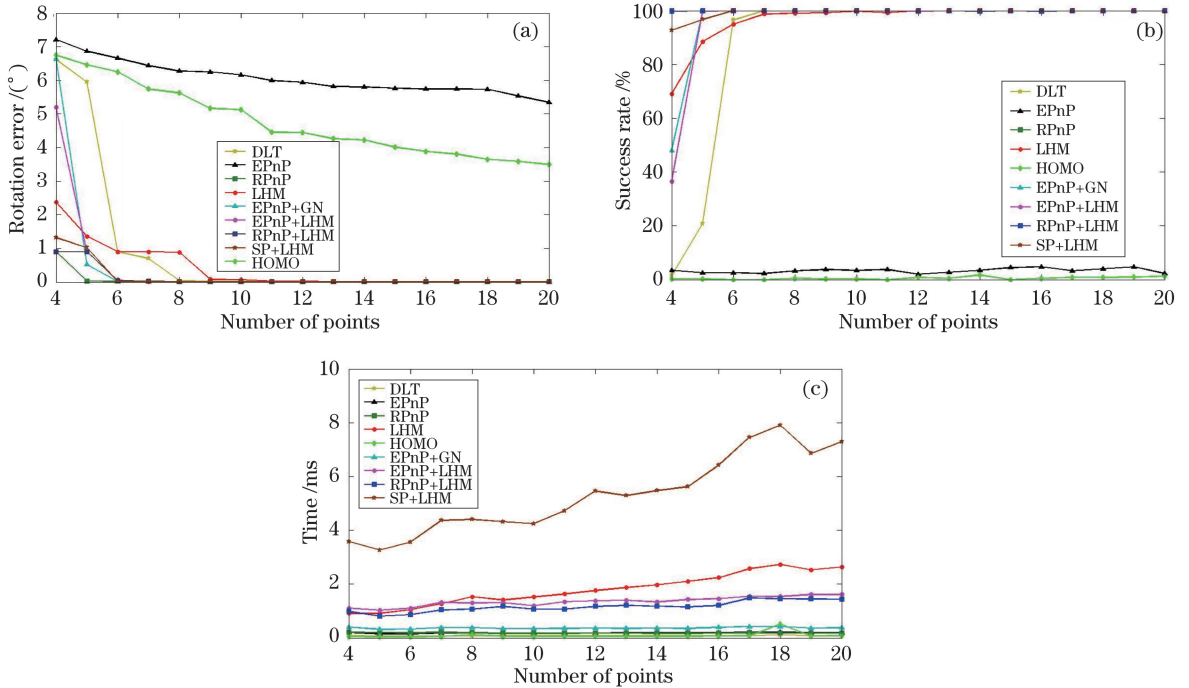 (a)
Rotation error /(°)
8
7
6
5
4
3
2
1
0
DLT
EPnP
RPnP
LHM
EPnP+GN
EPnP+LHM
RPnP+LHM
SP+LHM
HOMO
4 6 8 10 12 14 16 18 20
Number of points
(b)
Success rate /%
100
80
60
40
20
0
DLT
EPnP
RPnP
LHM
HOMO
EPnP+GN
EPnP+LHM
RPnP+LHM
SP+LHM
4 6 8 10 12 14 16 18 20
Number of points
(c)
Time /ms
10
8
6
4
2
0
DLT
EPnP
RPnP
LHM
HOMO
EPnP+GN
EPnP+LHM
RPnP+LHM
SP+LHM
4 6 8 10 12 14 16 18 20
Number of points